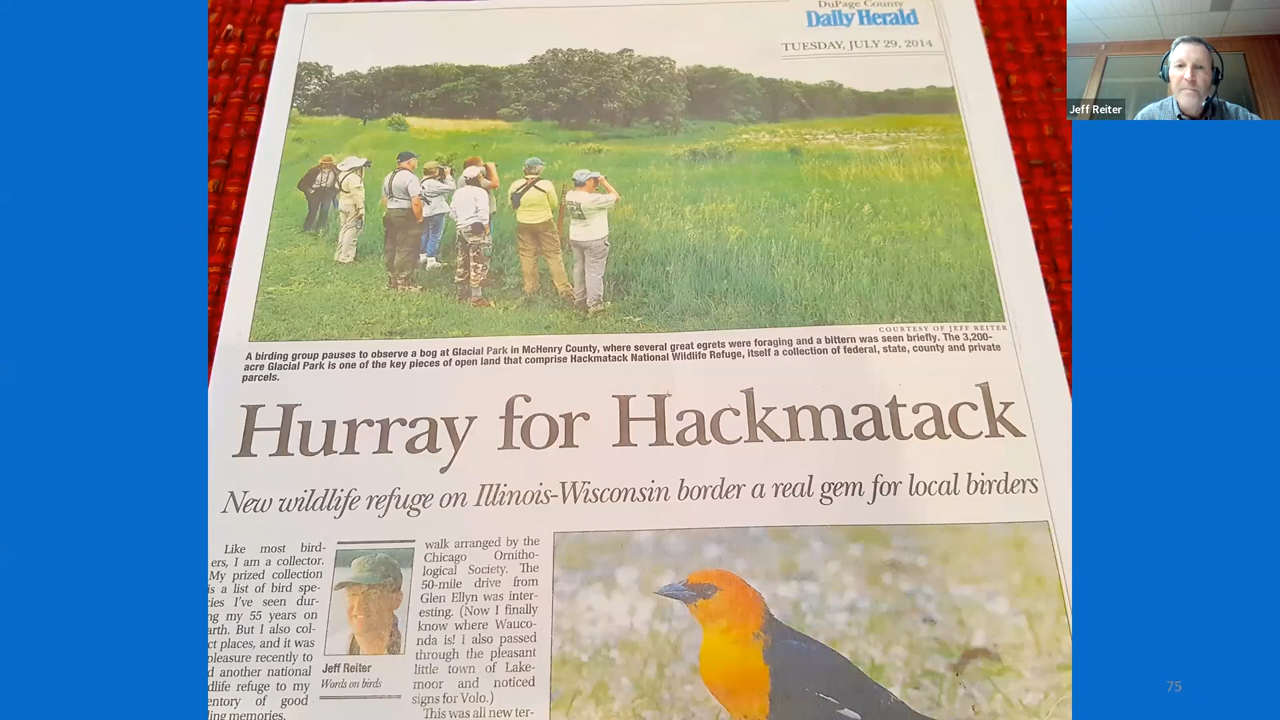 DuPage County
Daily Herald
TUESDAY, JULY 29, 2014
Jeff Reiter
COURTESY OF JEFF REITER
A birding group pauses to observe a bog at Glacial Park in McHenry County, where several great egrets were foraging and a bittern was seen briefly. The 3,200-
acre Glacial Park is one of the key pieces of open land that comprise Hackmatack National Wildlife Refuge, itself a collection of federal, state, county and private
parcels.
Hurray for Hackmatack
New wildlife refuge on Illinois-Wisconsin border a real gem for local birders
Like most bird-
ers, I am a collector.
My prized collection
is a list of bird spe-
cies I've seen dur-
ng my 55 years on
arth. But I also col-
ct places, and it was
pleasure recently to
d another national
dlife refuge to my
entory of good
ing memories.
Jeff Reiter
Words on birds
walk arranged by the
Chicago Ornitho-
logical Society. The
50-mile drive from
Glen Ellyn was inter-
esting. (Now I finally
know where Wauco-
nda is! I also passed
through the pleasant
little town of Lake-
moor and noticed
signs for Volo.)
This was all new ter-
75